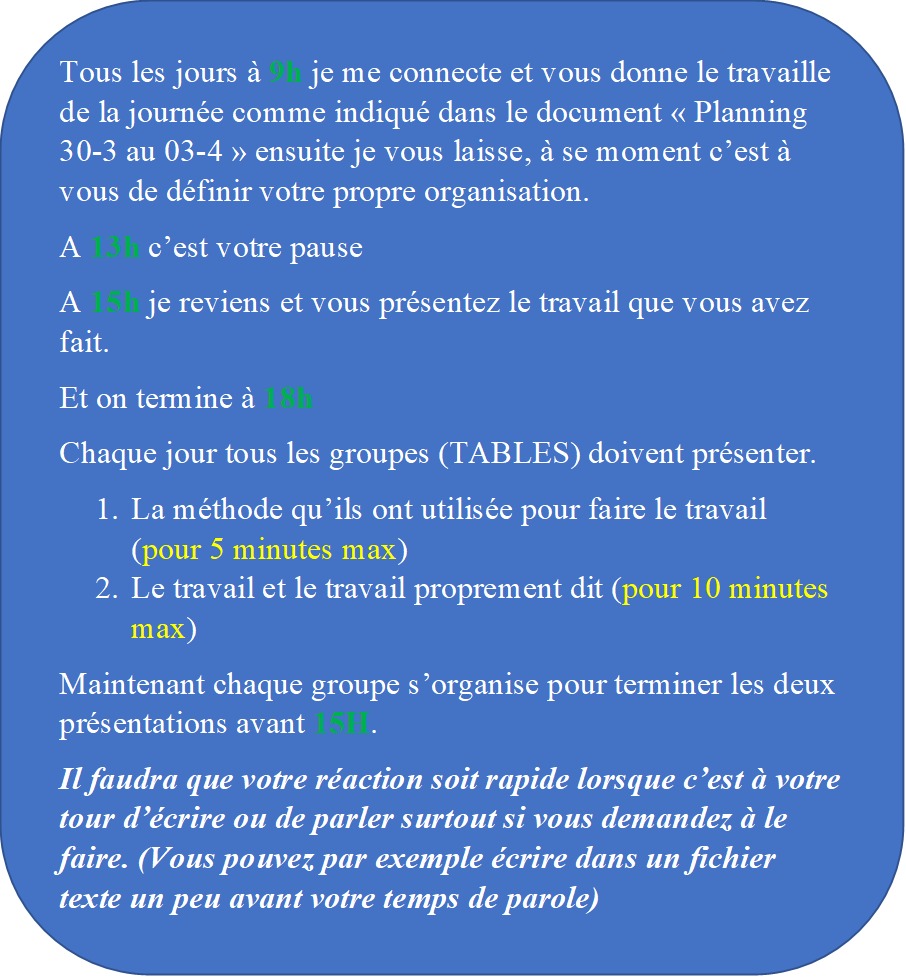 Tous les jours à 9h je me connecte et vous donne le travaille
de la journée comme indiqué dans le document « Planning
30-3 au 03-4 » ensuite je vous laisse, à se moment c’est à
vous de définir votre propre organisation.
A 13h c’est votre pause
A 15h je reviens et vous présentez le travail que vous avez
fait.
Et on termine à 18h
Chaque jour tous les groupes (TABLES) doivent présenter.
1. La méthode qu’ils ont utilisée pour faire le travail
(pour 5 minutes max)
2. Le travail et le travail proprement dit (pour 10 minutes
max)
Maintenant chaque groupe s’organise pour terminer les deux
présentations avant 15H.
Il faudra que votre réaction soit rapide lorsque c’est à votre
tour d’écrire ou de parler surtout si vous demandez à le
faire. (Vous pouvez par exemple écrire dans un fichier
texte un peu avant votre temps de parole)